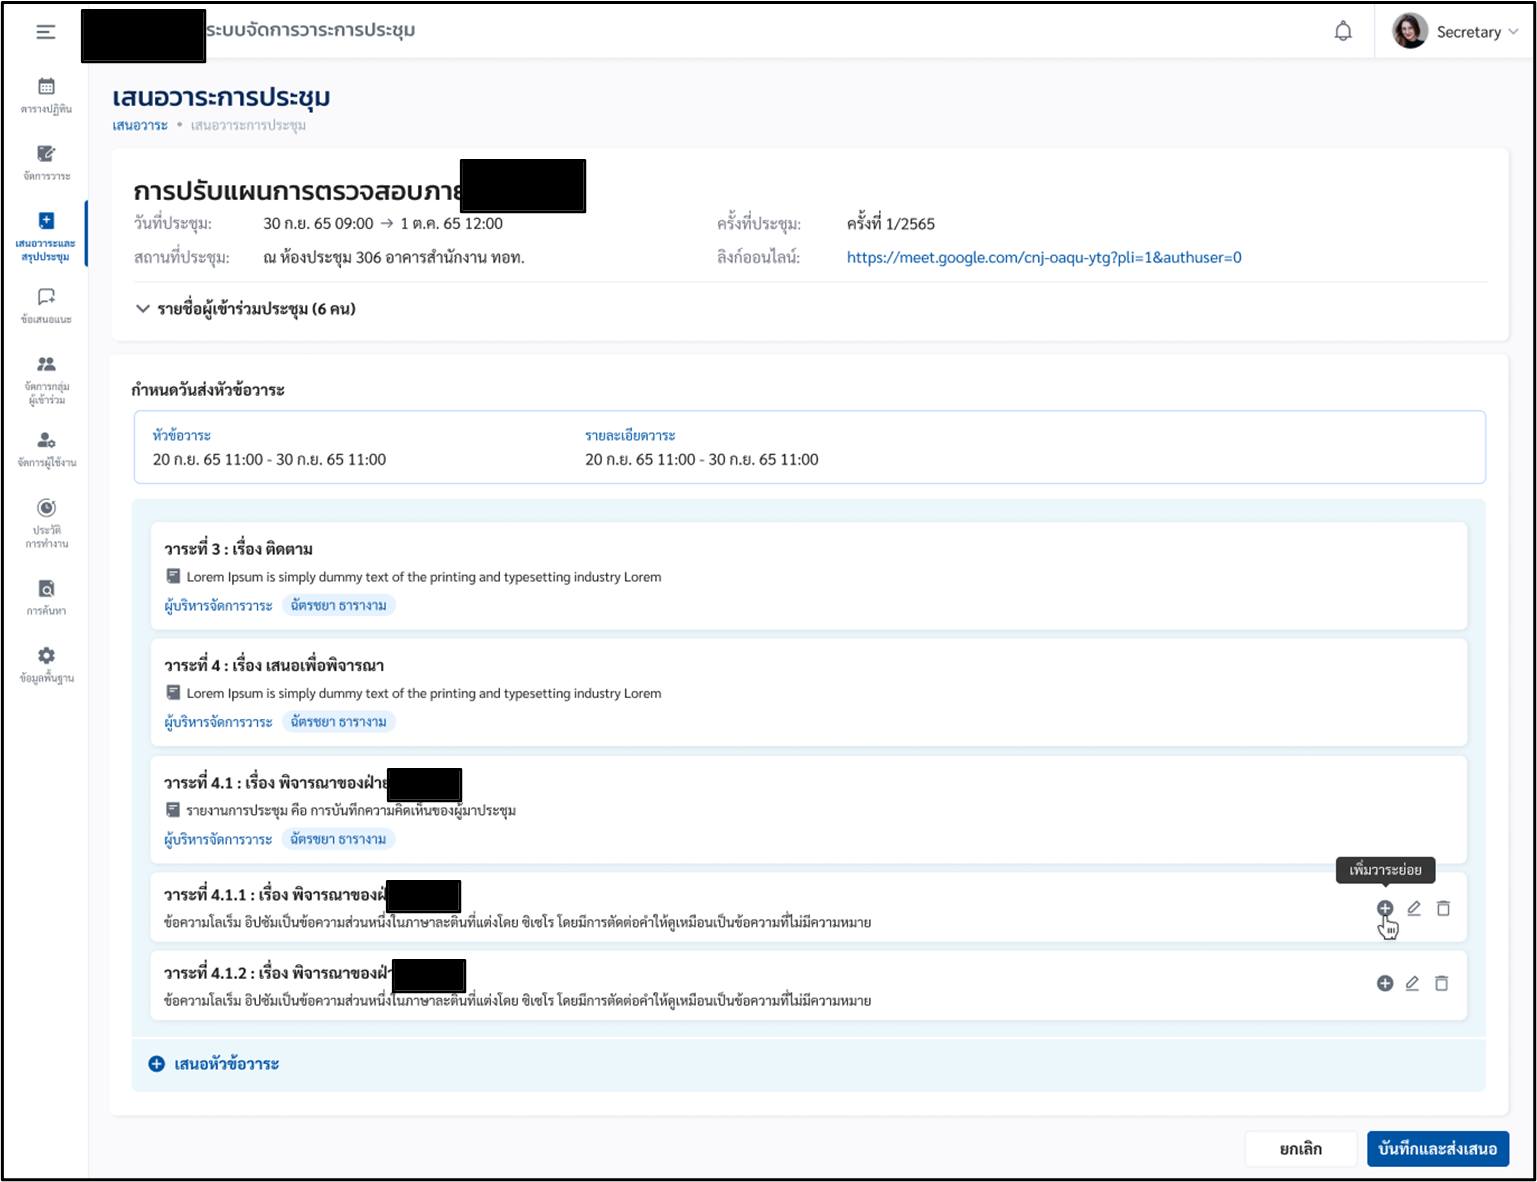 ระบบจัดการวาระการประชุม
Secretary
ตารางปฏิทิน
จัดการวาระ
เสนอวาระและ
สรุปประชุม
ข้อเสนอแนะ
จัดการกลุ่ม
ผู้เข้าร่วม
จัดการผู้ใช้งาน
ประวัติ
การทำงาน
การค้นหา
ข้อมูลพื้นฐาน
เสนอวาระการประชุม
เสนอวาระ • เสนอวาระการประชุม
การปรับแผนการตรวจสอบภาย
วันที่ประชุม: 30 ก.ย. 65 09:00 → 1 ต.ค. 65 12:00 ครั้งที่ประชุม: ครั้งที่ 1/2565
สถานที่ประชุม: ณ ห้องประชุม 306 อาคารสำนักงาน ทอท. ลิงก์ออนไลน์: https://meet.google.com/cnj-oaqu-ytg?pli=1&authuser=0
รายชื่อผู้เข้าร่วมประชุม (6 คน)
กำหนดวันส่งหัวข้อวาระ
หัวข้อวาระ รายละเอียดวาระ
20 ก.ย. 65 11:00 - 30 ก.ย. 65 11:00 20 ก.ย. 65 11:00 - 30 ก.ย. 65 11:00
วาระที่ 3 : เรื่อง ติดตาม
Lorem Ipsum is simply dummy text of the printing and typesetting industry Lorem
ผู้บริหารจัดการวาระ ฉัตรชยา ธารางาม
วาระที่ 4 : เรื่อง เสนอเพื่อพิจารณา
Lorem Ipsum is simply dummy text of the printing and typesetting industry Lorem
ผู้บริหารจัดการวาระ ฉัตรชยา ธารางาม
วาระที่ 4.1 : เรื่อง พิจารณาของฝ่าย
รายงานการประชุม คือ การบันทึกความคิดเห็นของผู้มาประชุม
ผู้บริหารจัดการวาระ ฉัตรชยา ธารางาม
เพิ่มวาระย่อย
วาระที่ 4.1.1 : เรื่อง พิจารณาของฝ่
ข้อความโลเร็ม อิปซัมเป็นข้อความส่วนหนึ่งในภาษาละตินที่แต่งโดย ซิเซโร โดยมีการตัดต่อคำให้ดูเหมือนเป็นข้อความที่ไม่มีความหมาย
วาระที่ 4.1.2 : เรื่อง พิจารณาของฝ่า
ข้อความโลเร็ม อิปซัมเป็นข้อความส่วนหนึ่งในภาษาละตินที่แต่งโดย ซิเซโร โดยมีการตัดต่อคำให้ดูเหมือนเป็นข้อความที่ไม่มีความหมาย
เสนอหัวข้อวาระ
ยกเลิก บันทึกและส่งเสนอ